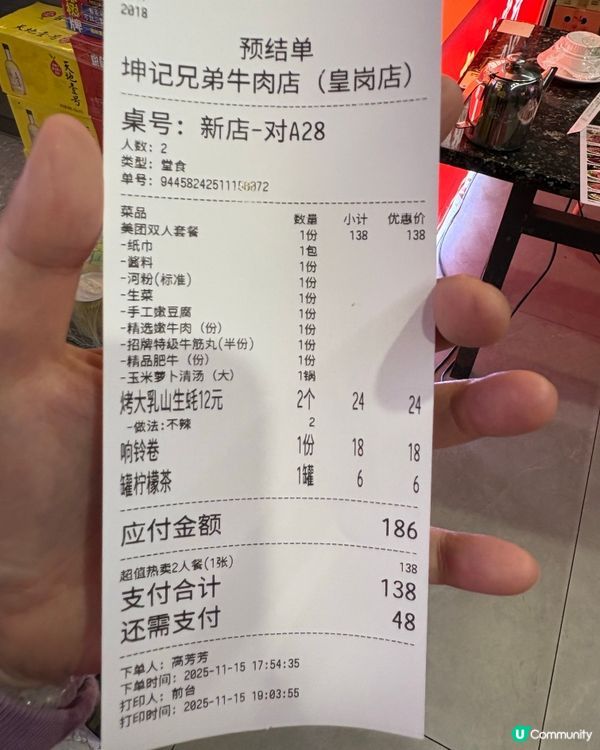 2018
预结单
坤记兄弟牛肉店（皇岗店）
桌号：新店-对A28
人数：2
类型：堂食
单号：
菜品 数量 小计 优惠价
美团双人套餐 1份 138 138
-纸巾 1包
-酱料 1份
-河粉(标准) 1份
-生菜 1份
-手工嫩豆腐 1份
-精选嫩牛肉（份） 1份
-招牌特级牛筋丸(半份) 1份
-精品肥牛（份） 1份
-玉米萝卜清汤（大） 1锅
烤大乳山生蚝12元 2个 24 24
-做法:不辣 2
响铃卷 1份 18 18
罐柠檬茶 1罐 6 6
应付金额 186
超值热卖2人餐(1张) 138
支付合计 138
还需支付 48
下单人：高芳芳
下单时间：2025-11-15 17:54:35
打印人：前台
打印时间：2025-11-15 19:03:55
天地壹号
U Community